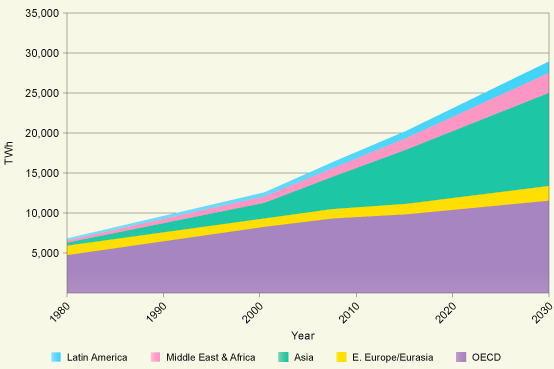 35,000
30,000
25,000
20,000
15,000
10,000
5,000
TWh
1980 1990 2000 2010 2020 2030
Year
Latin America Middle East & Africa Asia E. Europe/Eurasia OECD